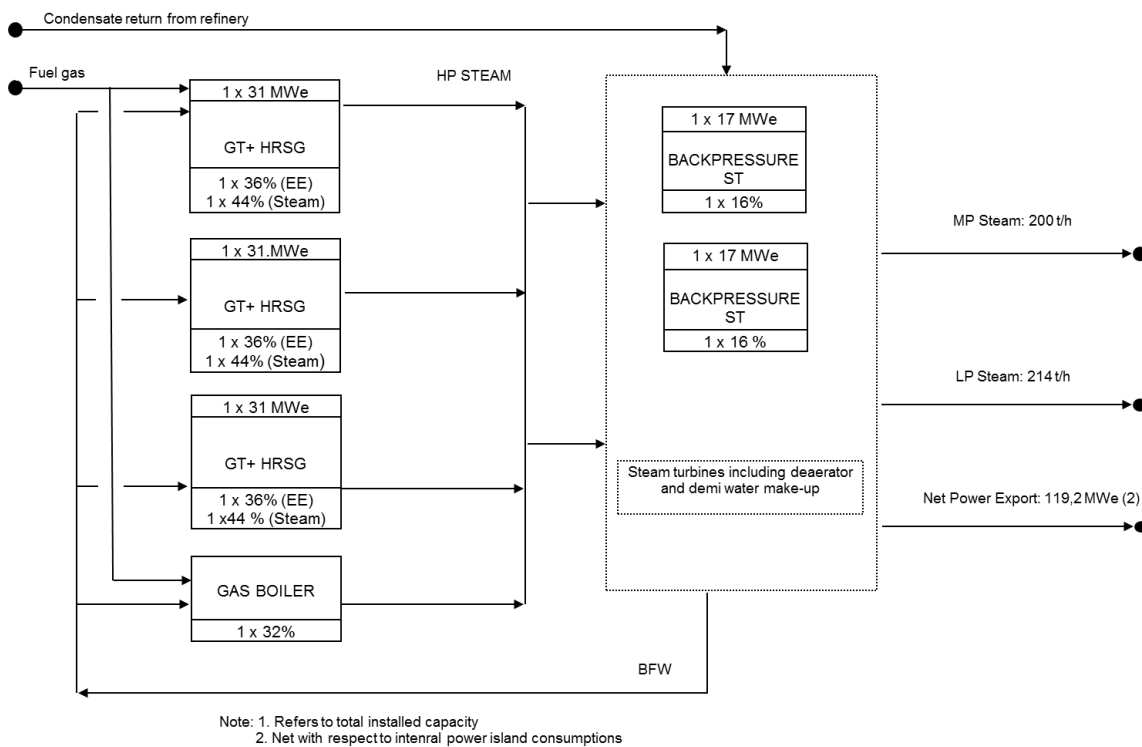 Condensate return from refinery
Fuel gas
HP STEAM
1 x 31 MWe
GT+ HRSG
1 x 36% (EE)
1 x 44% (Steam)
1 x 31.MWe
GT+ HRSG
1 x 36% (EE)
1 x 44% (Steam)
1 x 31 MWe
GT+ HRSG
1 x 36% (EE)
1 x44 % (Steam)
GAS BOILER
1 x 32%
1 x 17 MWe
BACKPRESSURE
ST
1 x 16%
1 x 17 MWe
BACKPRESSURE
ST
1 x 16 %
Steam turbines including deaerator
and demi water make-up
MP Steam: 200 t/h
LP Steam: 214 t/h
Net Power Export: 119,2 MWe (2)
BFW
Note: 1. Refers to total installed capacity
2. Net with respect to intenral power island consumptions